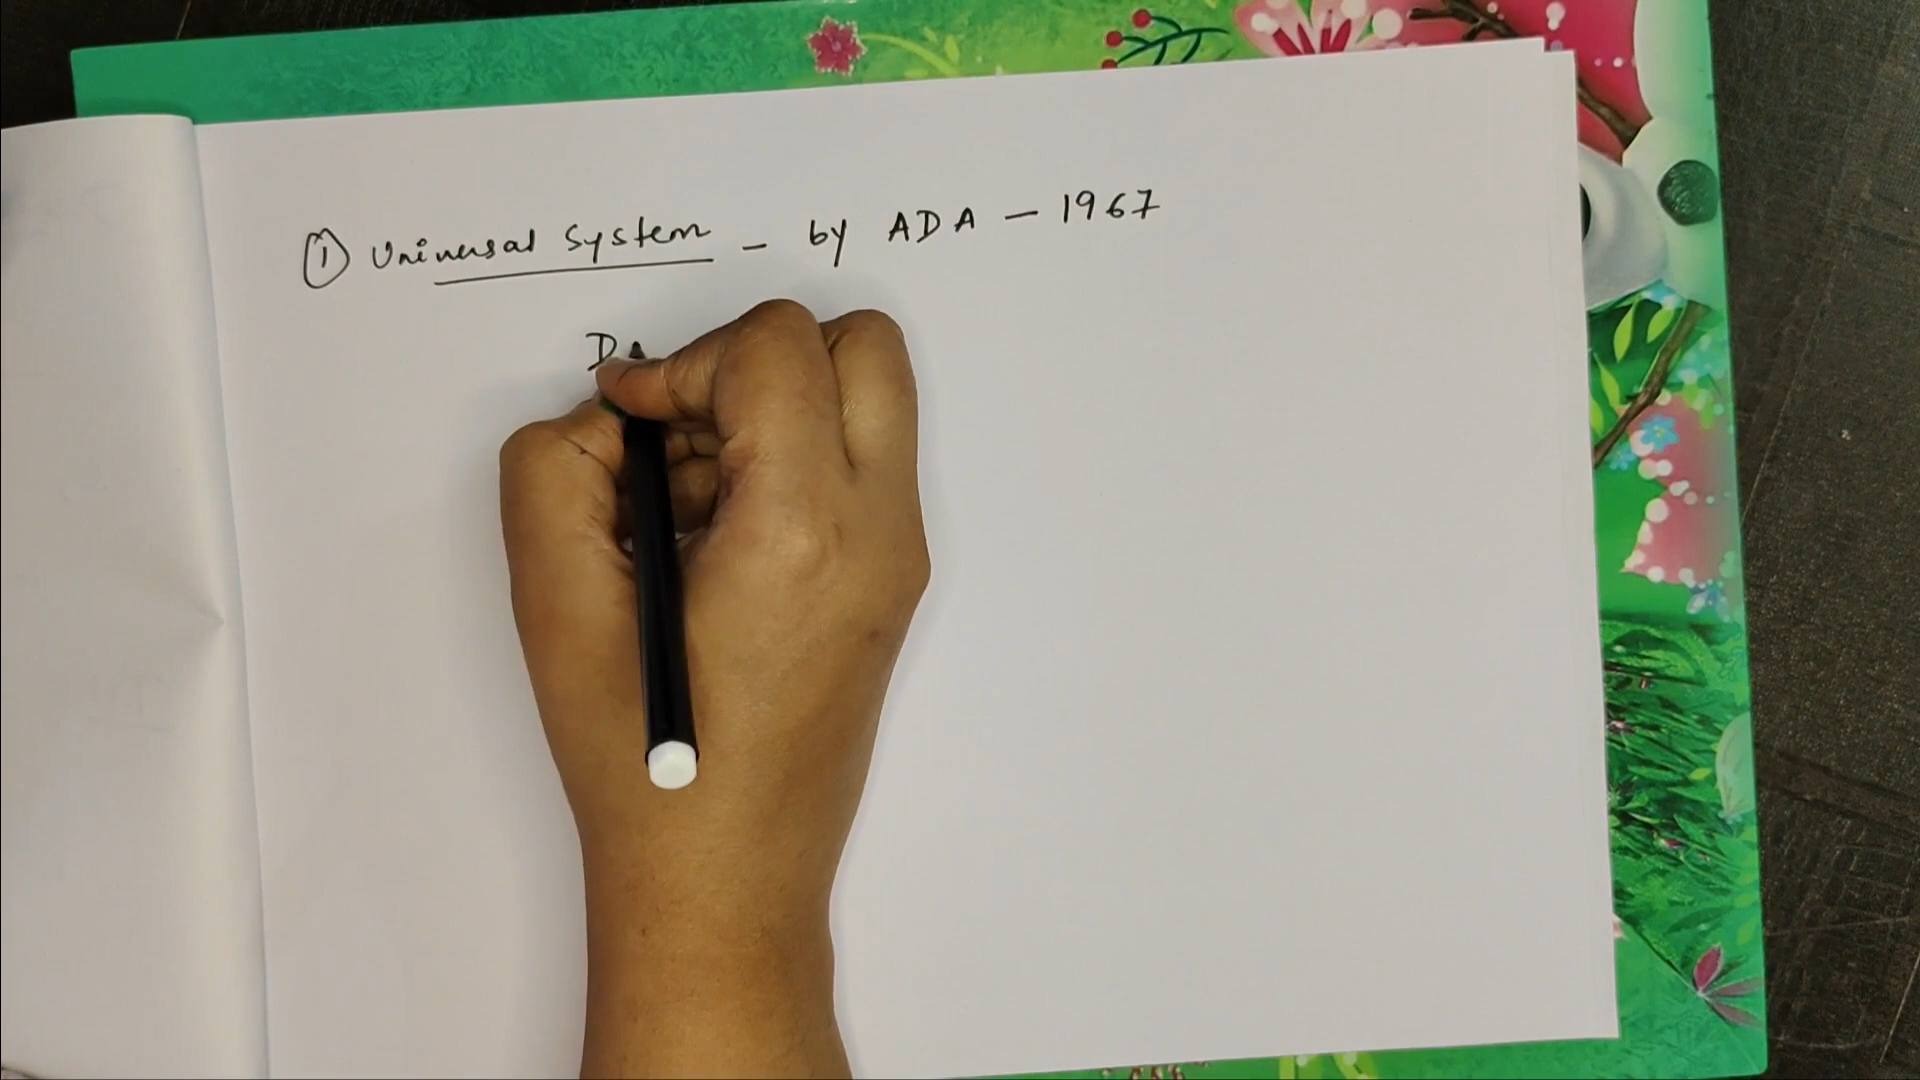 ① Universal System - by ADA - 1967
D